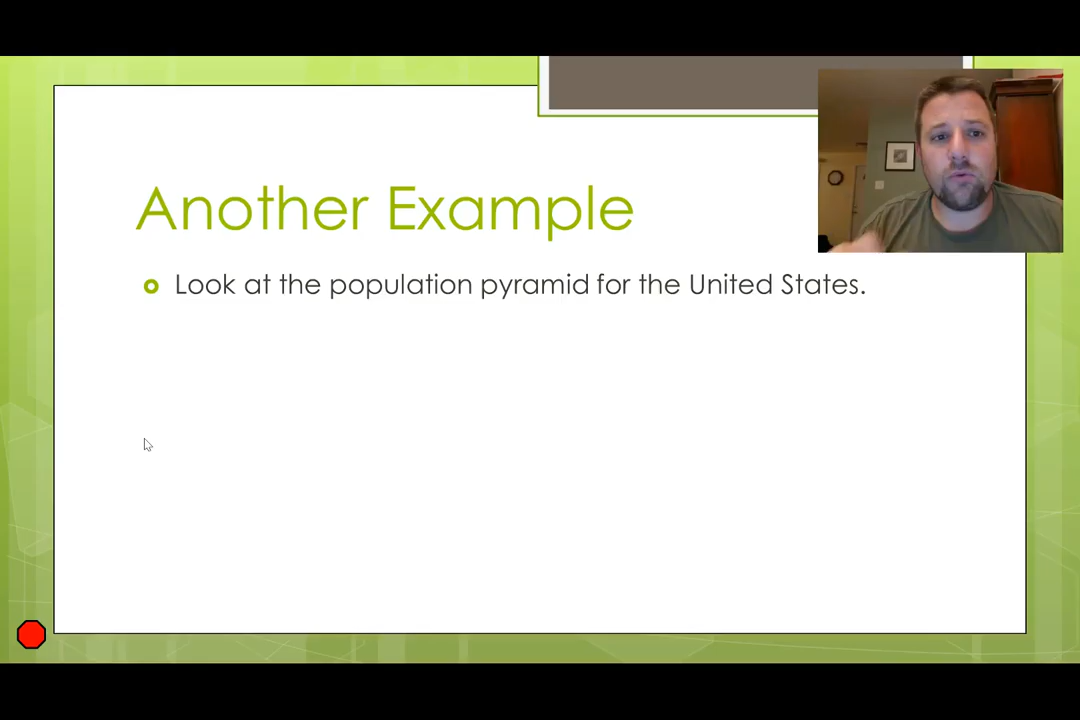 Another Example
Look at the population pyramid for the United States.